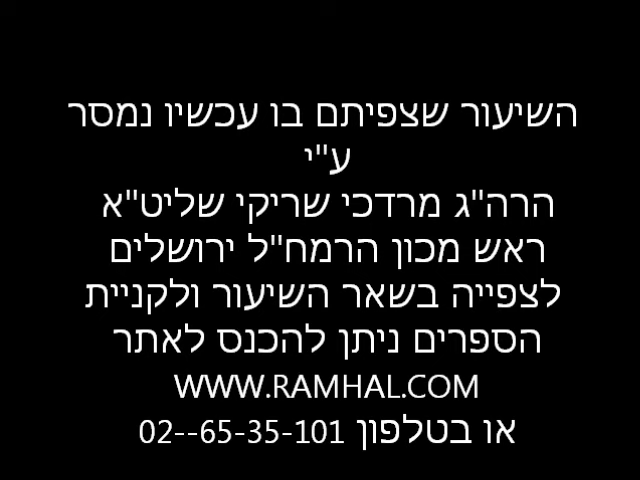 השיעור שצפיתם בו עכשיו נמסר
ע"י
הרה"ג מרדכי שריקי שליט"א
ראש מכון הרמח"ל ירושלים
לצפייה בשאר השיעור ולקניית
הספרים ניתן להכנס לאתר
WWW.RAMHAL.COM
או בטלפון 02--65-35-101